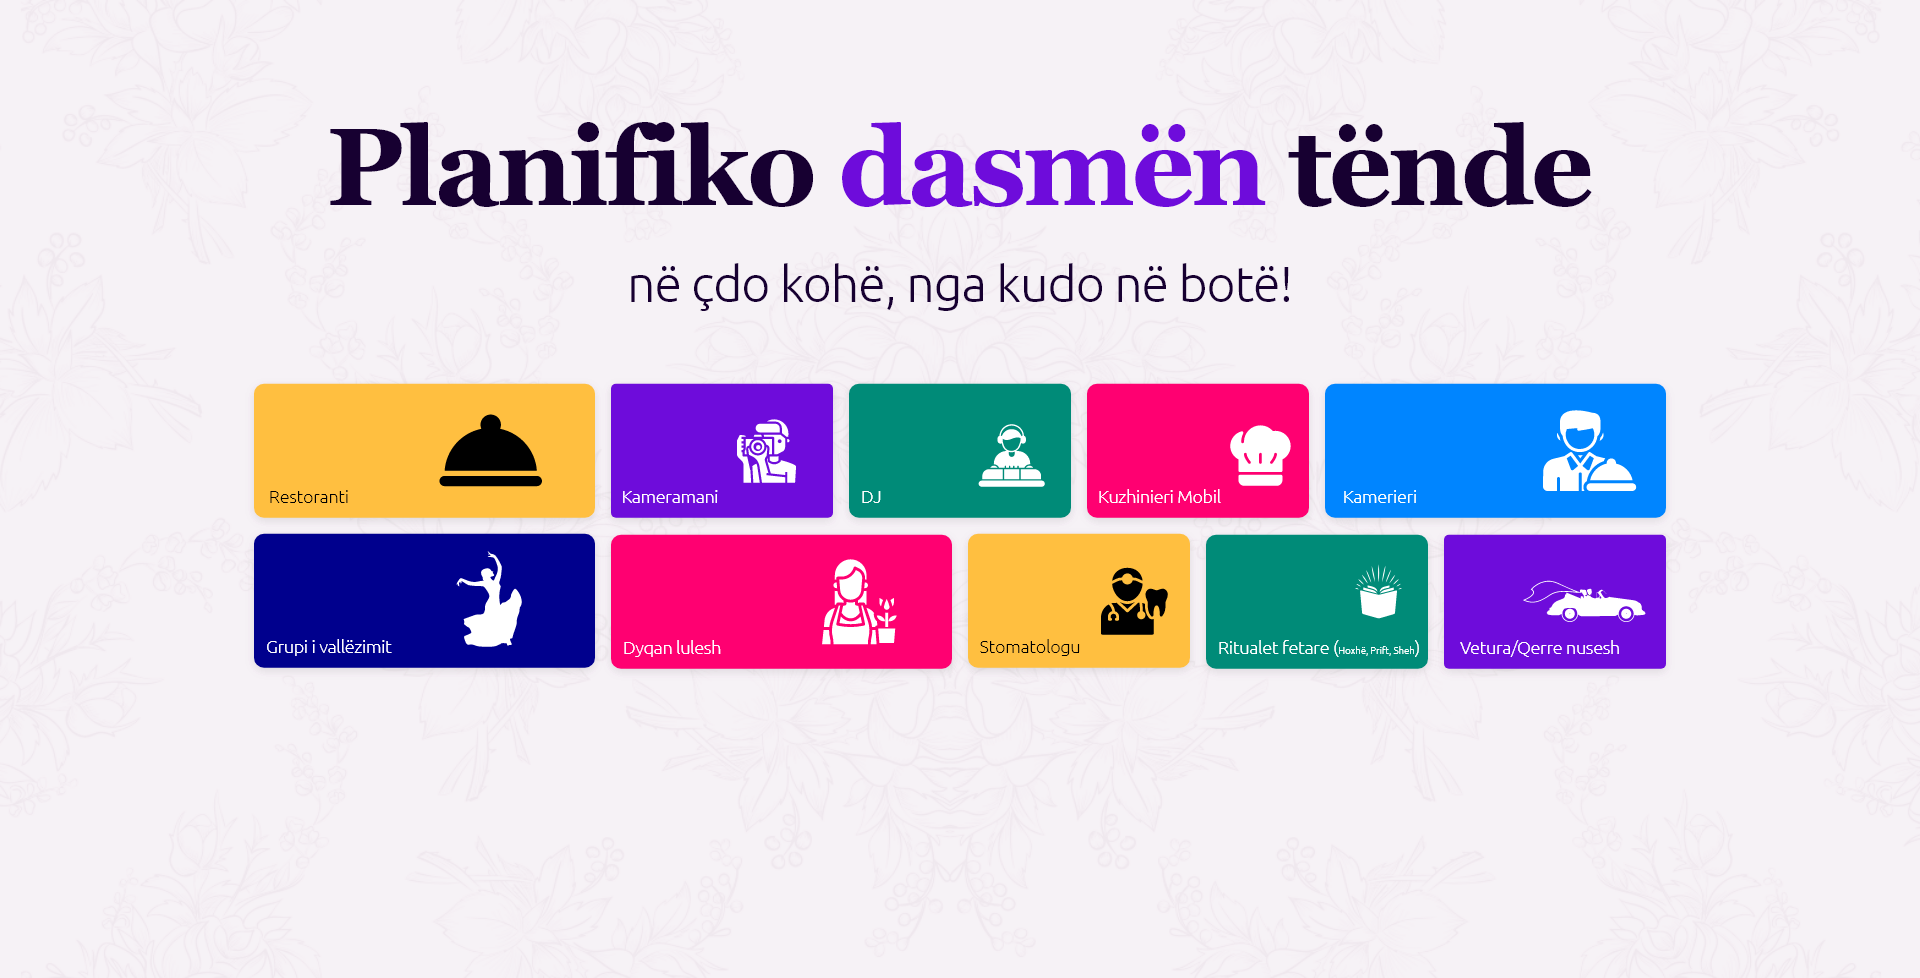 Planifiko dasmën tënde
në çdo kohë, nga kudo në botë!
Restoranti
Kameramani
DJ
Kuzhinieri Mobil
Kamerieri
Grupi i vallëzimit
Dyqan lulesh
Stomatologu
Ritualet fetare (Hoxhë, Prift, Sheh)
Vetura/Qerre nusesh